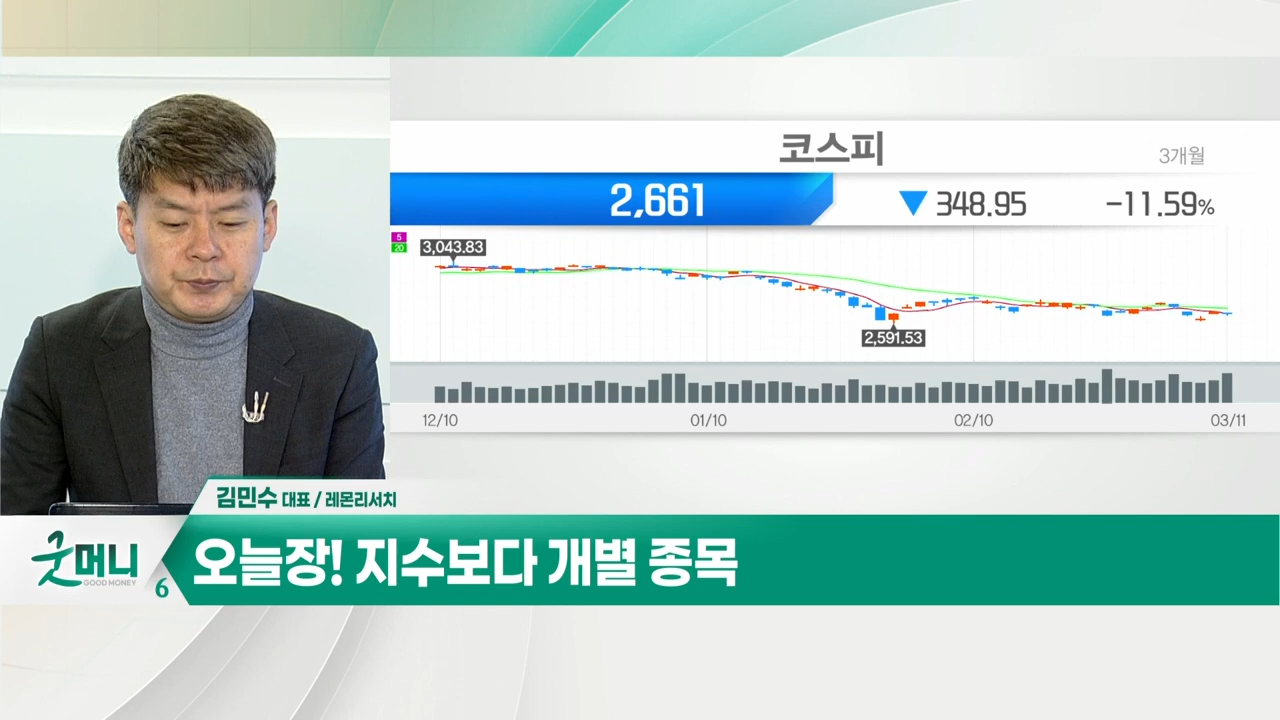 코스피
3개월
2,661
▼ 348.95
-11.59%
5
20
3,043.83
2,591.53
12/10
01/10
02/10
03/11
김민수 대표 / 레몬리서치
굿머니
GOOD MONEY
6
오늘장! 지수보다 개별 종목